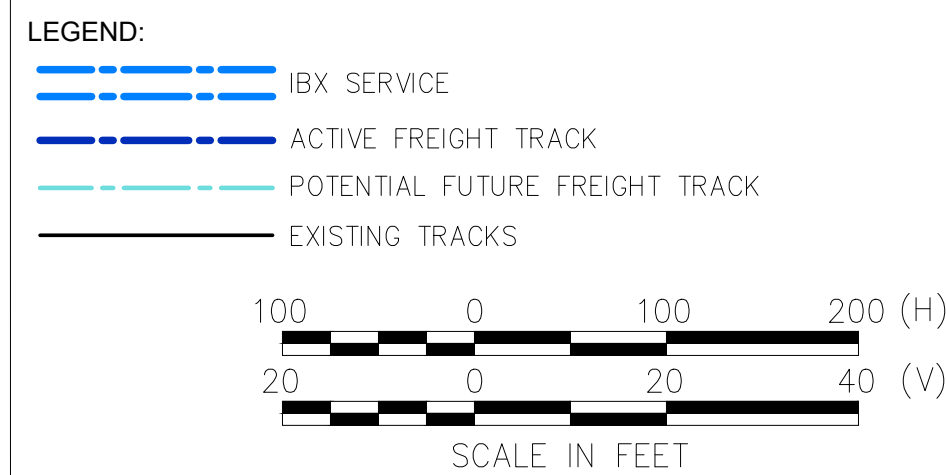 LEGEND:
IBX SERVICE
ACTIVE FREIGHT TRACK
POTENTIAL FUTURE FREIGHT TRACK
EXISTING TRACKS
100 0 100 200 (H)
20 0 20 40 (V)
SCALE IN FEET